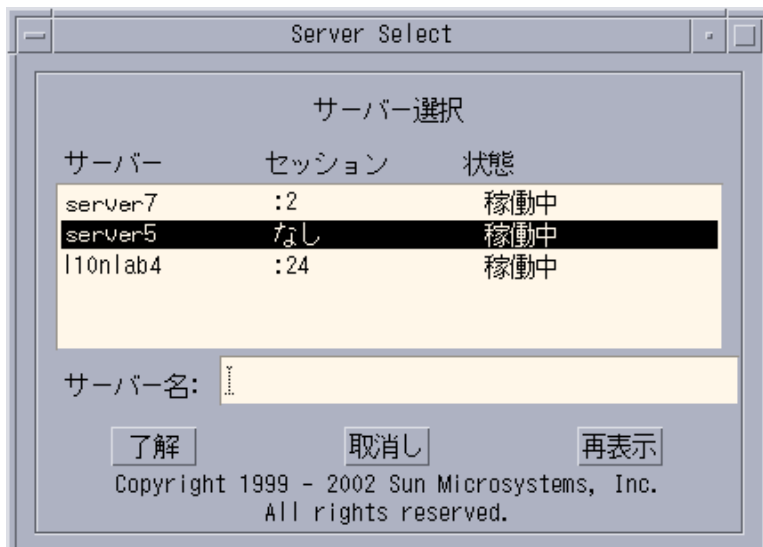 Server Select
サーバー選択
サーバー セッション 状態
server7 :2 稼働中
server5 なし 稼働中
l10nlab4 :24 稼働中
サーバー名:
了解 取消し 再表示
Copyright 1999 - 2002 Sun Microsystems, Inc.
All rights reserved.